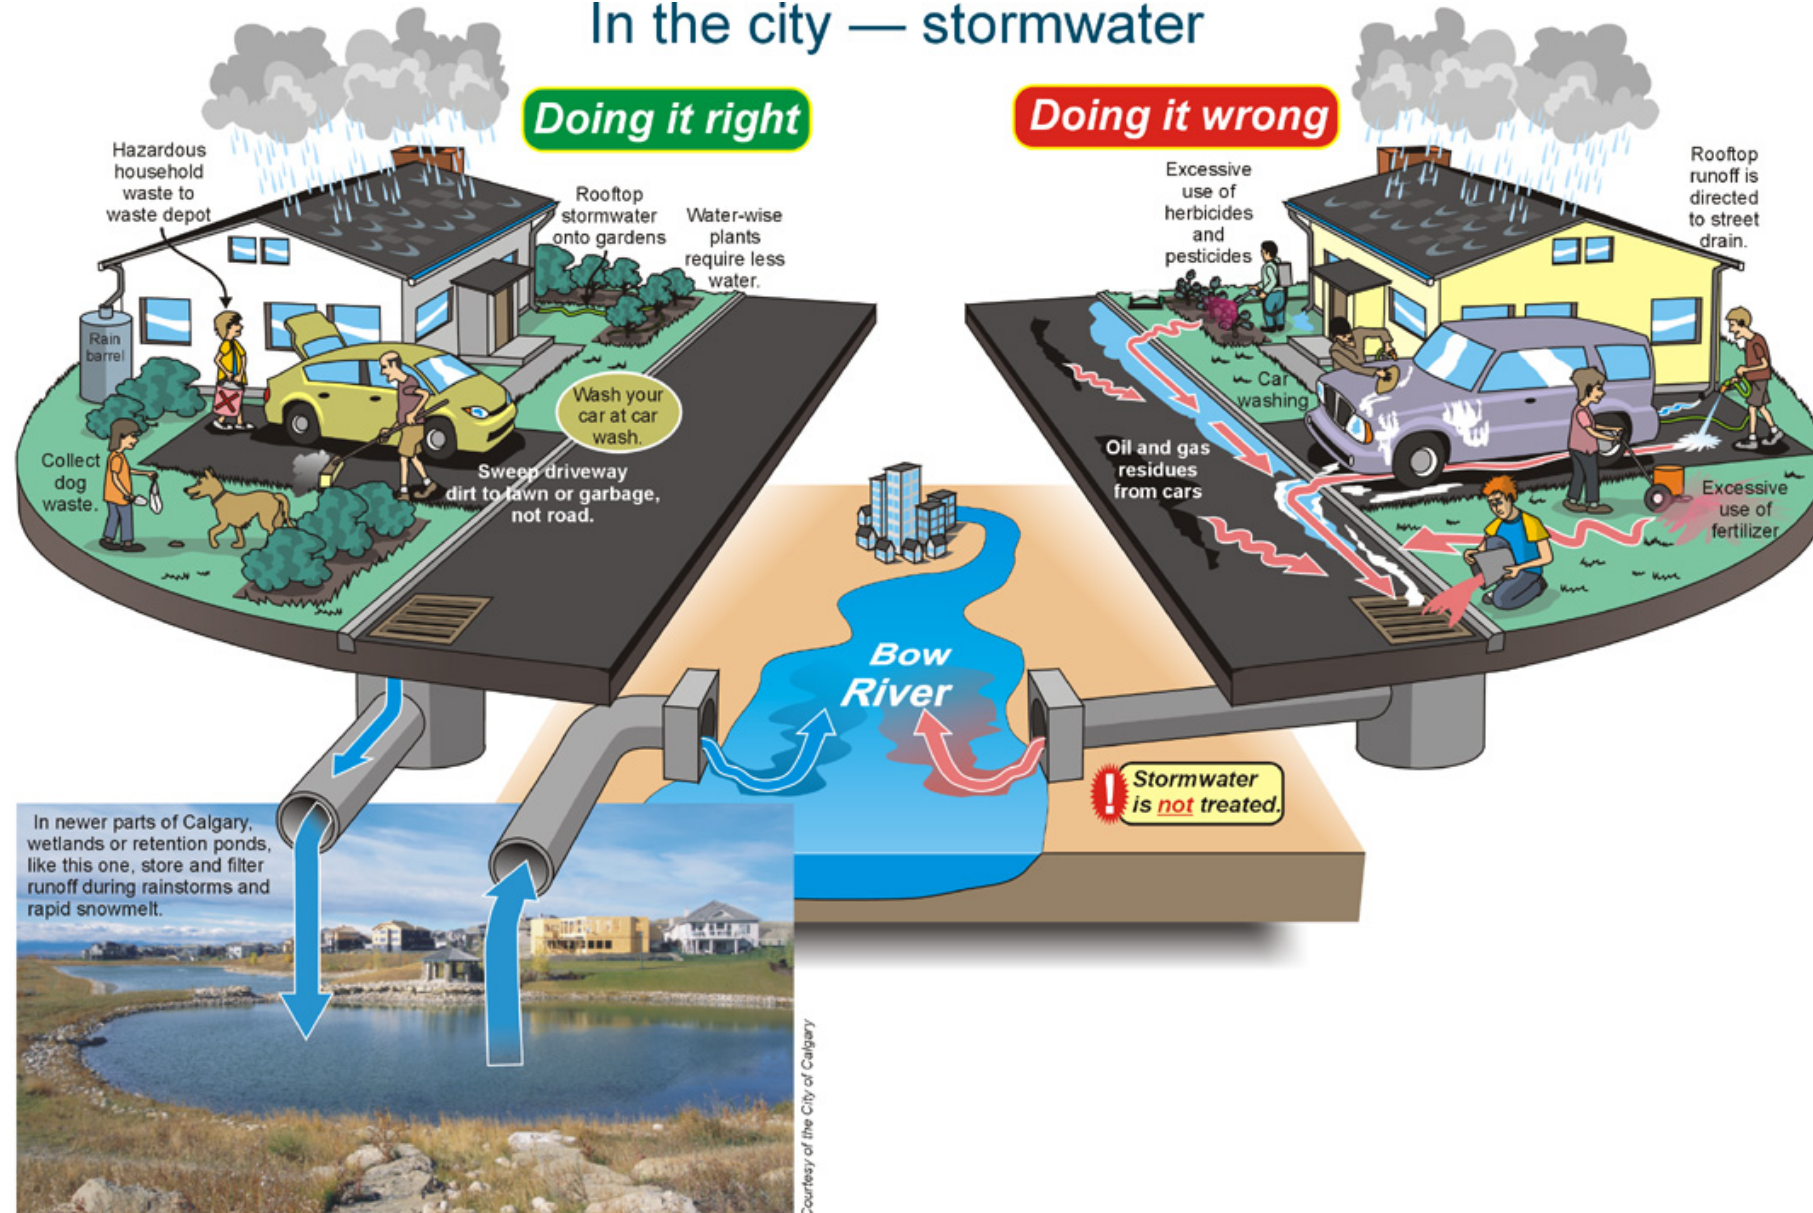 In the city — stormwater
Doing it right
Doing it wrong
Hazardous
household
waste to
waste depot
Rooftop
stormwater
onto gardens
Water-wise
plants
require less
water.
Rain
barrel
Wash your
car at car
wash.
Collect
dog
waste.
Sweep driveway
dirt to lawn or garbage,
not road.
Excessive
use of
herbicides
and
pesticides
Rooftop
runoff is
directed
to street
drain.
Car
washing
Oil and gas
residues
from cars
Excessive
use of
fertilizer
Bow
River
! Stormwater
is not treated.
In newer parts of Calgary,
wetlands or retention ponds,
like this one, store and filter
runoff during rainstorms and
rapid snowmelt.
Courtesy of the City of Calgary